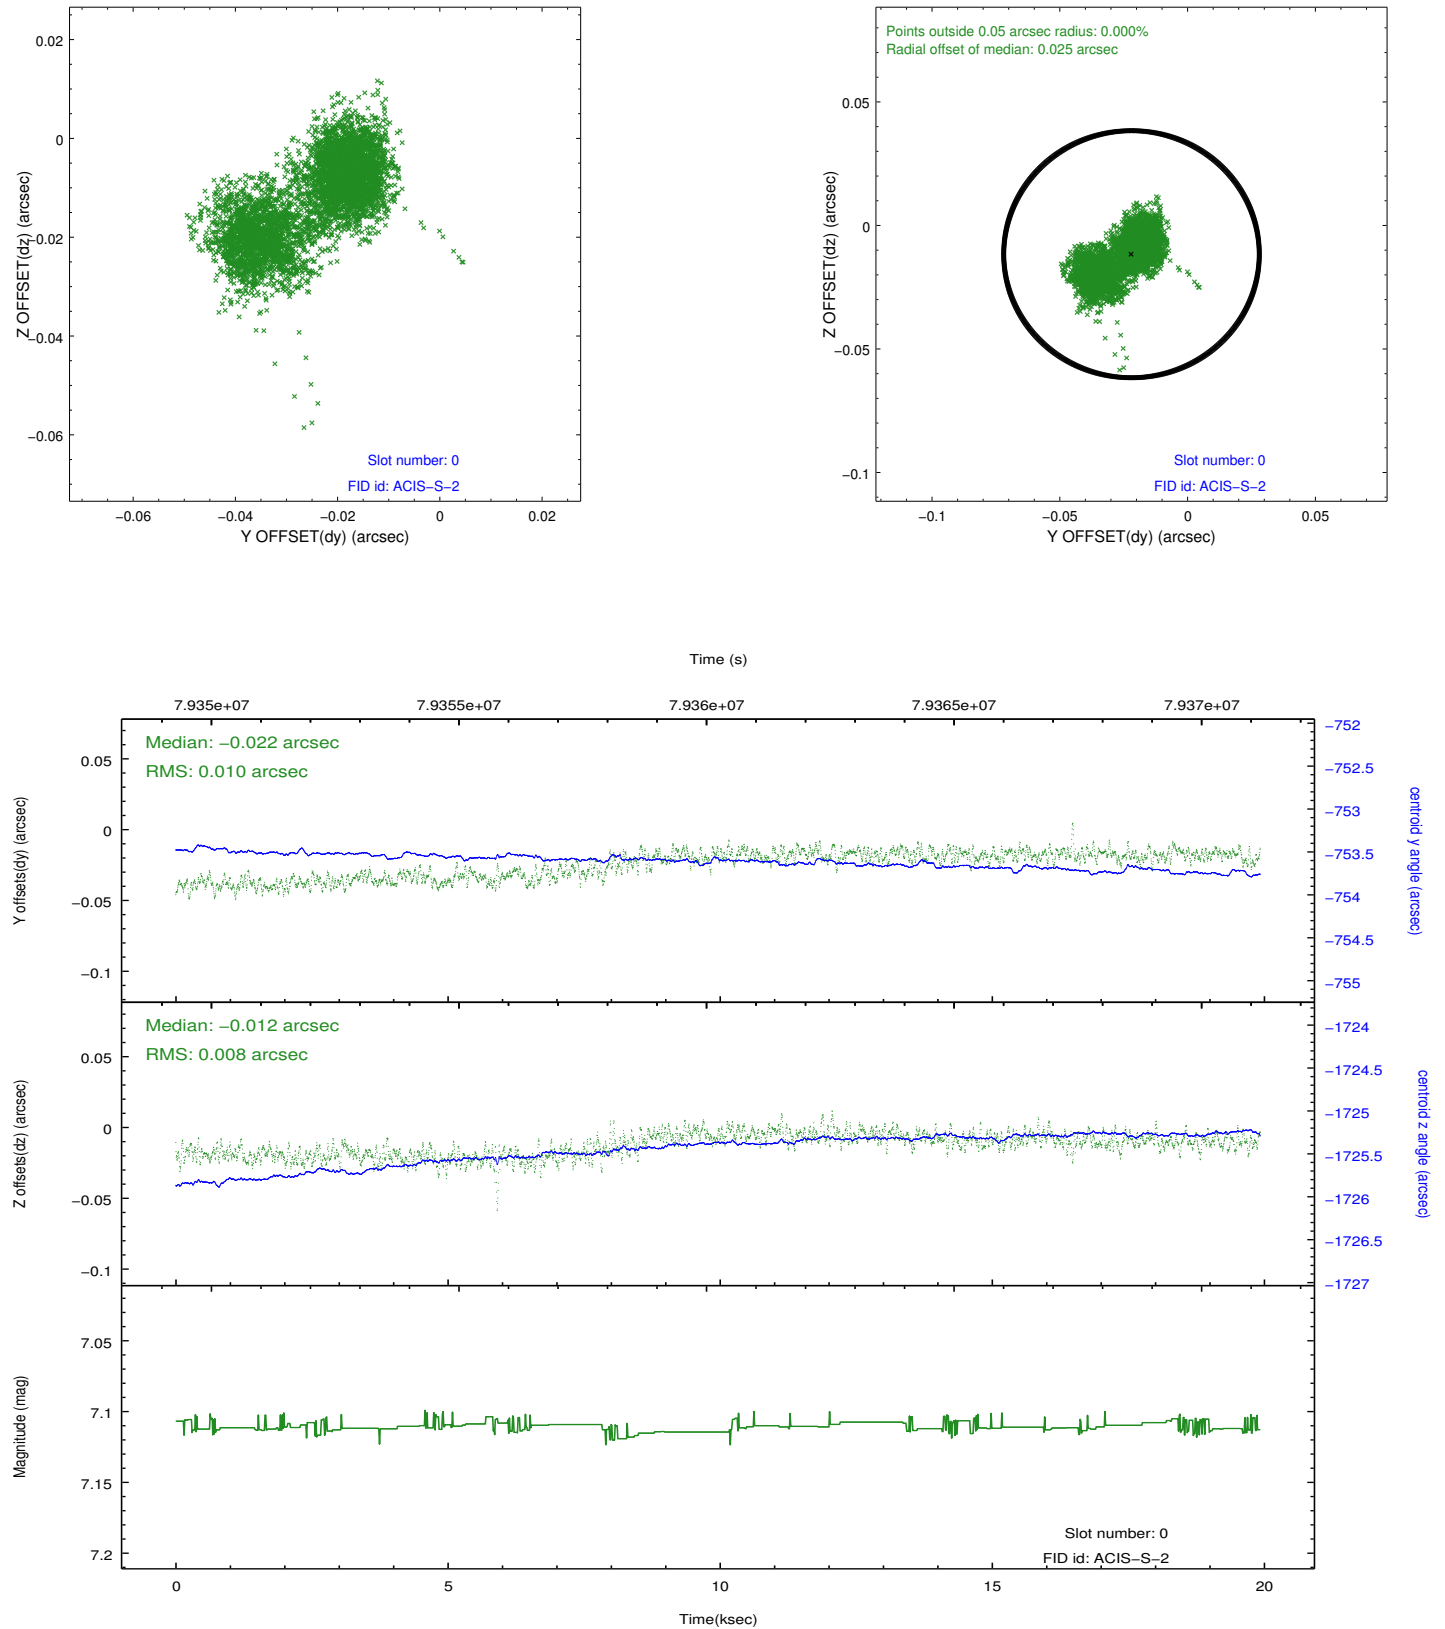 0.02
0
−0.02
−0.04
−0.06
Z OFFSET(dz) (arcsec)
Slot number: 0
FID id: ACIS−S−2
−0.06
−0.04
−0.02
0
0.02
Y OFFSET(dy) (arcsec)
Points outside 0.05 arcsec radius: 0.000%
Radial offset of median: 0.025 arcsec
0.05
0
−0.05
−0.1
Z OFFSET(dz) (arcsec)
Slot number: 0
FID id: ACIS−S−2
−0.1
−0.05
0
0.05
Y OFFSET(dy) (arcsec)
Time (s)
7.935e+07
7.9355e+07
7.936e+07
7.9365e+07
7.937e+07
Median: −0.022 arcsec
RMS: 0.010 arcsec
0.05
0
−0.05
−0.1
Y offsets(dy) (arcsec)
−752
−752.5
−753
−753.5
−754
−754.5
−755
centroid y angle (arcsec)
Median: −0.012 arcsec
RMS: 0.008 arcsec
0.05
0
−0.05
−0.1
Z offsets(dz) (arcsec)
−1724
−1724.5
−1725
−1725.5
−1726
−1726.5
−1727
centroid z angle (arcsec)
7.05
7.1
7.15
7.2
Magnitude (mag)
Slot number: 0
FID id: ACIS−S−2
0
5
10
15
20
Time(ksec)